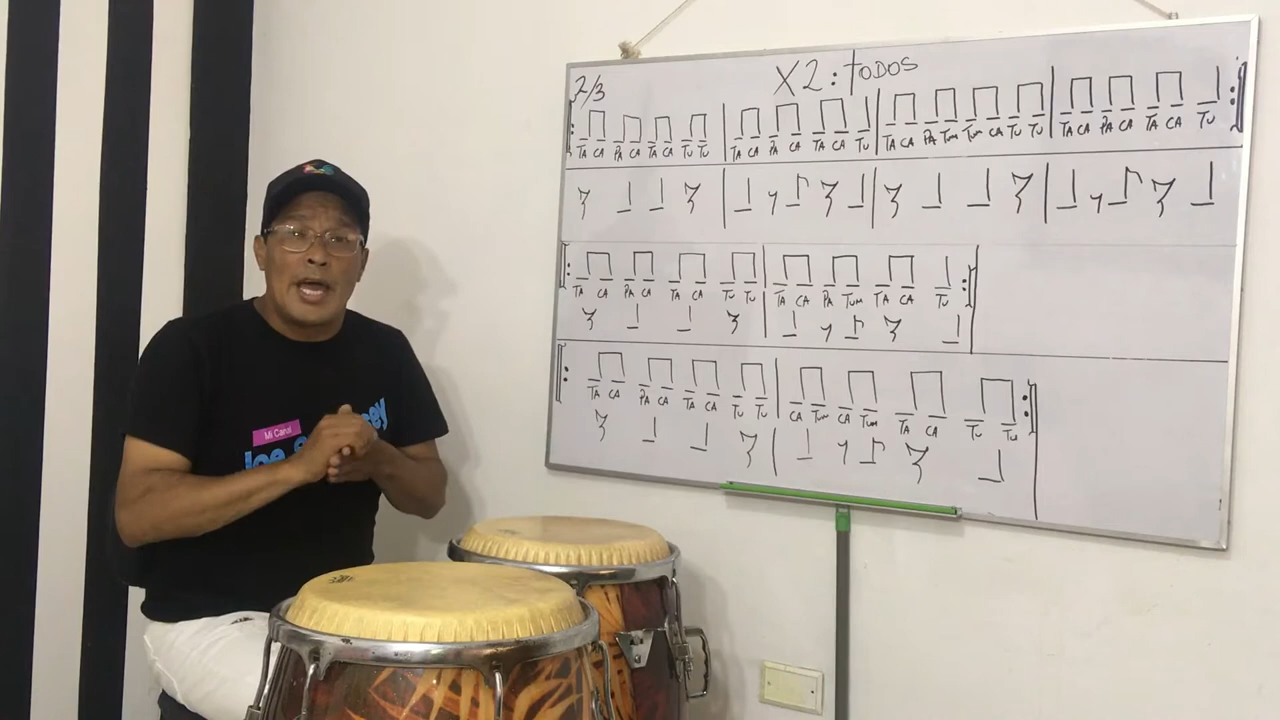 X2: TODOS
2/3
TA CA PA CA TA CA TU TU TA CA PA CA TA CA TU TA CA PA TUM TUM CA TU TU TA CA PA CA TA CA TU
TA CA PA CA TA CA TU TU TA CA PA TUM TA CA TU
TA CA PA CA TA CA TU TU CA TUM CA TUM TA CA TU TU
Mi Canal